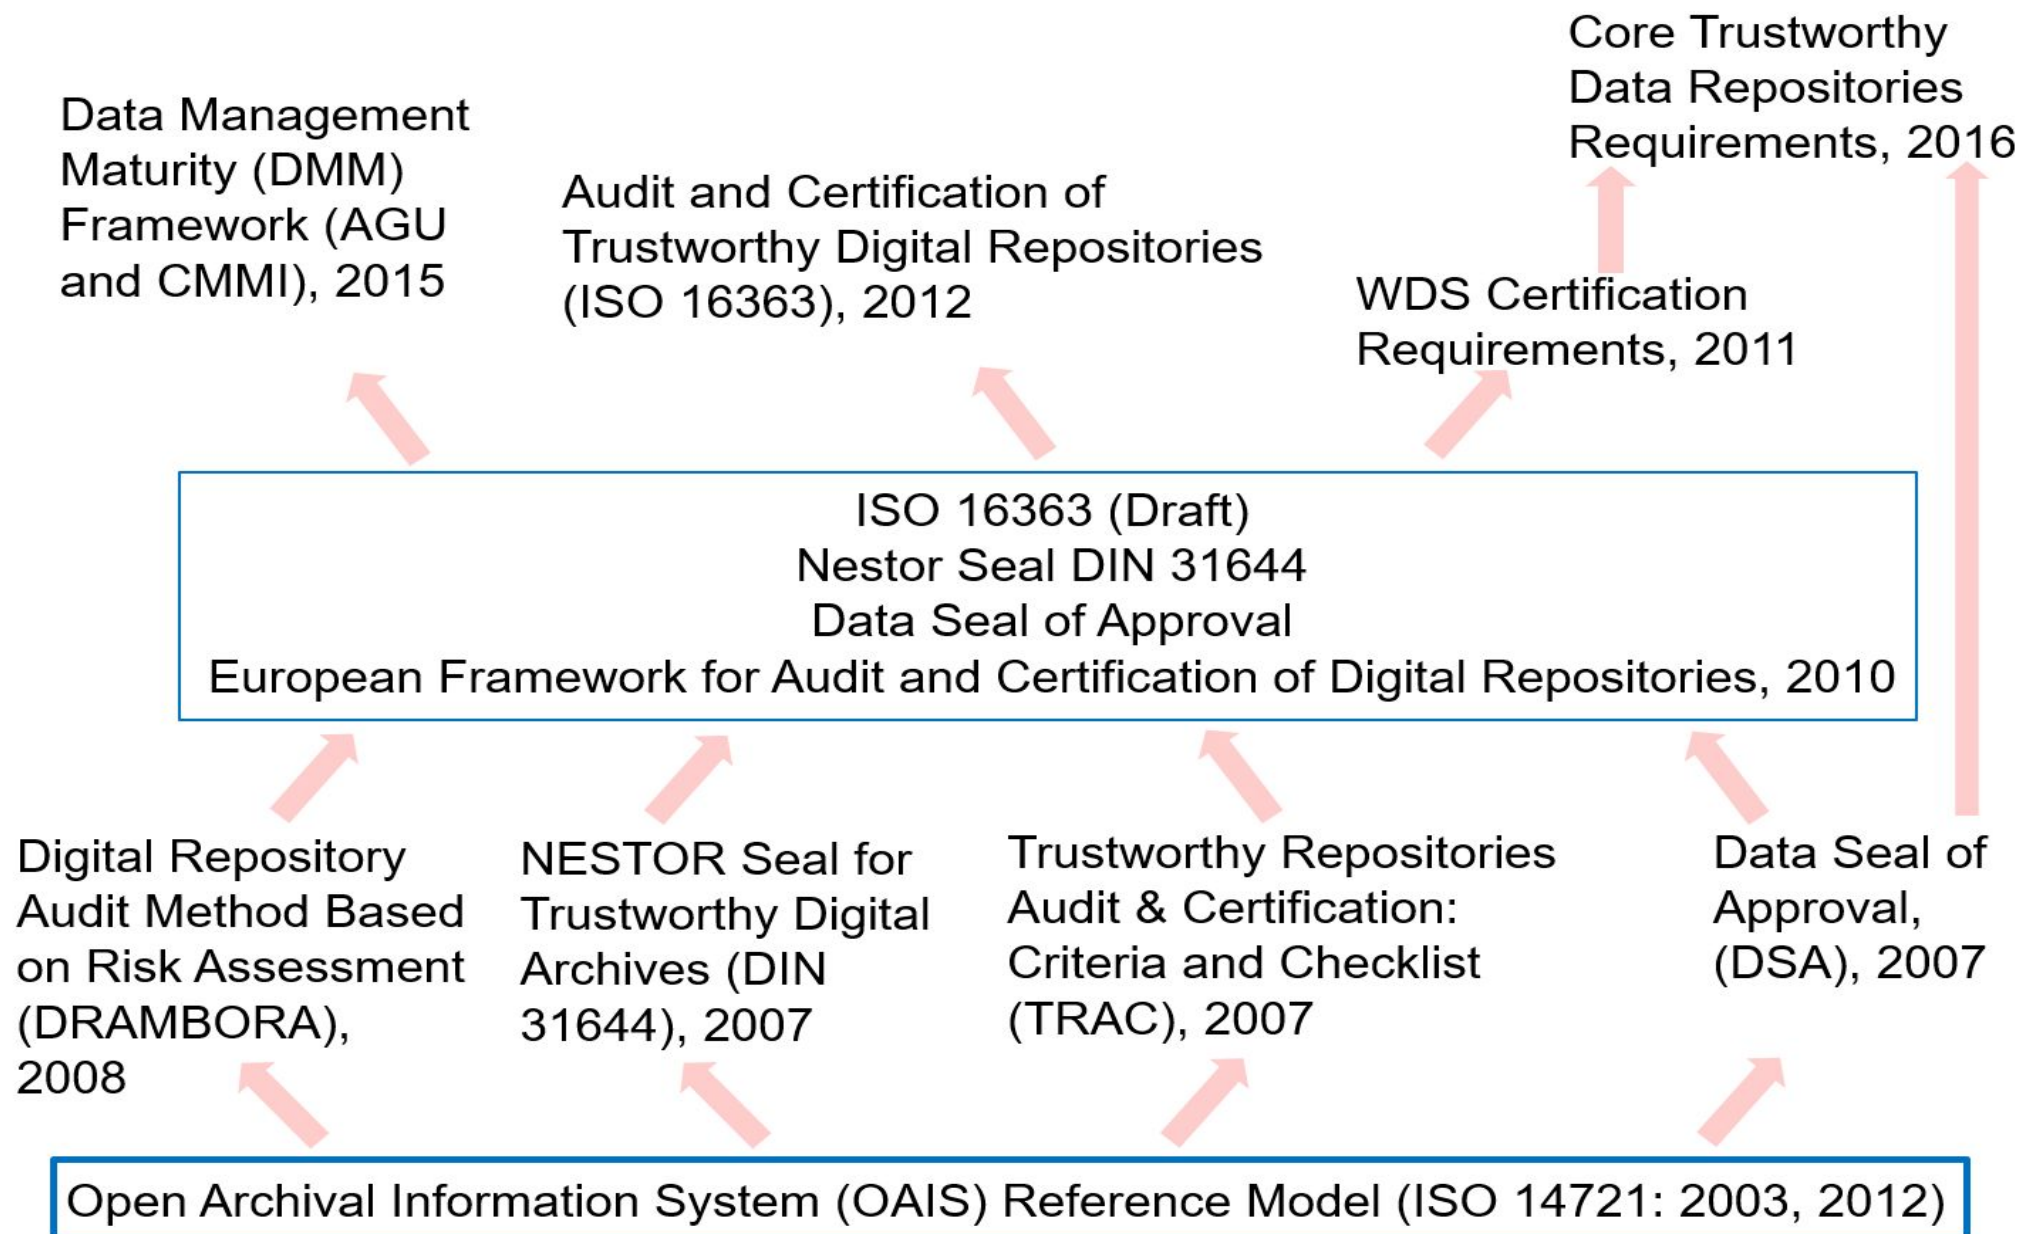 Core Trustworthy
Data Repositories
Requirements, 2016
Data Management
Maturity (DMM)
Framework (AGU
and CMMI), 2015
Audit and Certification of
Trustworthy Digital Repositories
(ISO 16363), 2012
WDS Certification
Requirements, 2011
ISO 16363 (Draft)
Nestor Seal DIN 31644
Data Seal of Approval
European Framework for Audit and Certification of Digital Repositories, 2010
Digital Repository
Audit Method Based
on Risk Assessment
(DRAMBORA),
2008
NESTOR Seal for
Trustworthy Digital
Archives (DIN
31644), 2007
Trustworthy Repositories
Audit & Certification:
Criteria and Checklist
(TRAC), 2007
Data Seal of
Approval,
(DSA), 2007
Open Archival Information System (OAIS) Reference Model (ISO 14721: 2003, 2012)